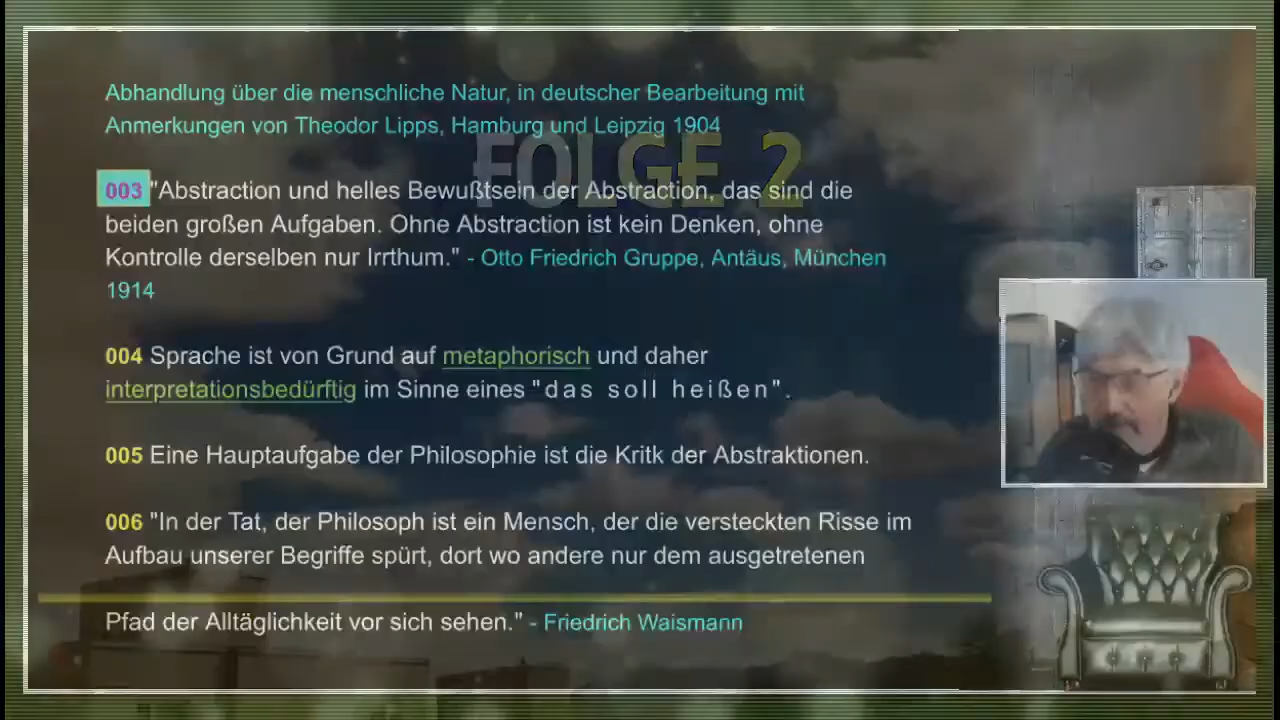 Abhandlung über die menschliche Natur, in deutscher Bearbeitung mit
Anmerkungen von Theodor Lipps, Hamburg und Leipzig 1904
FOLGE 2
003 "Abstraction und helles Bewußtsein der Abstraction, das sind die
beiden großen Aufgaben. Ohne Abstraction ist kein Denken, ohne
Kontrolle derselben nur Irrthum." - Otto Friedrich Gruppe, Antäus, München
1914
004 Sprache ist von Grund auf metaphorisch und daher
interpretationsbedürftig im Sinne eines "das soll heißen".
005 Eine Hauptaufgabe der Philosophie ist die Kritk der Abstraktionen.
006 "In der Tat, der Philosoph ist ein Mensch, der die versteckten Risse im
Aufbau unserer Begriffe spürt, dort wo andere nur dem ausgetretenen
Pfad der Alltäglichkeit vor sich sehen." - Friedrich Waismann